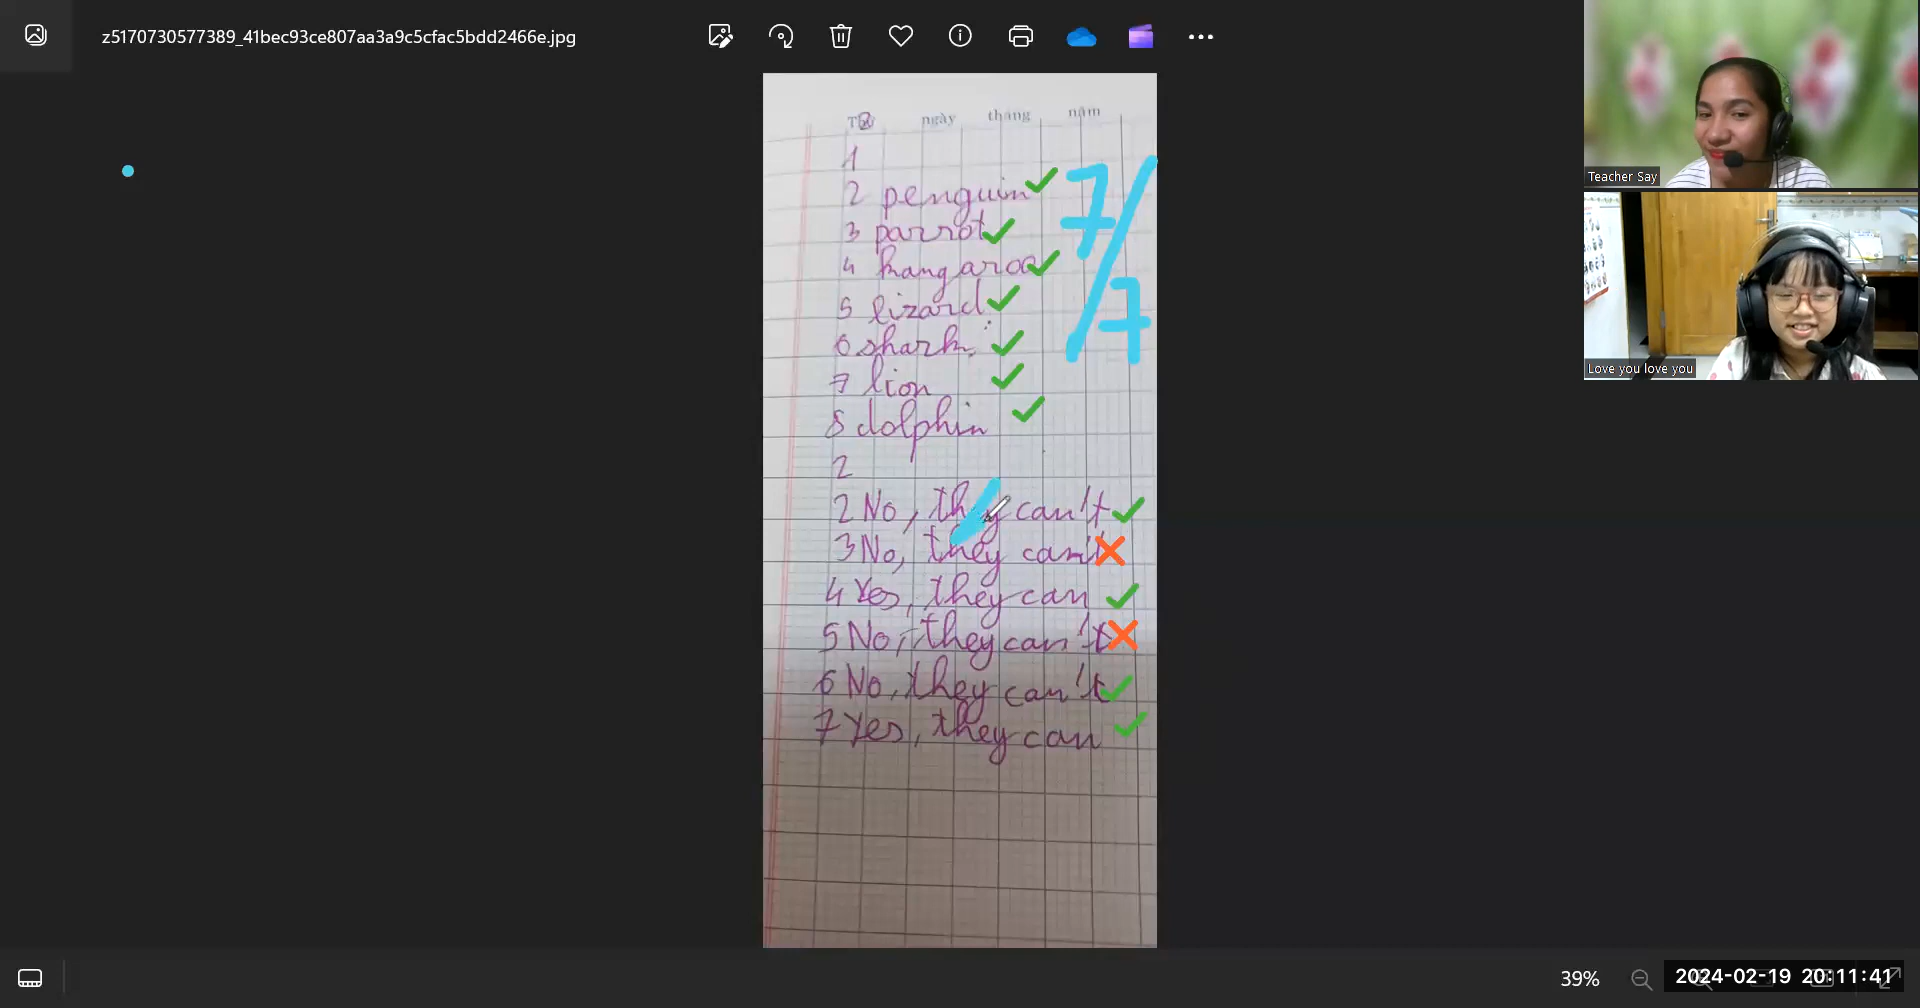 z5170730577389_41bec93ce807aa3a9c5cfac5bdd2466e.jpg
Thứ ngày tháng năm
1
2 penguin
3 parrot
4 kangaroo
5 lizard
6 shark
7 lion
8 dolphin
7/7
2
2 No, they can't
3 No, they can't
4 Yes, they can
5 No, they can't
6 No, they can't
7 Yes, they can
Teacher Say
Love you love you
39%
2024-02-19 20:11:41